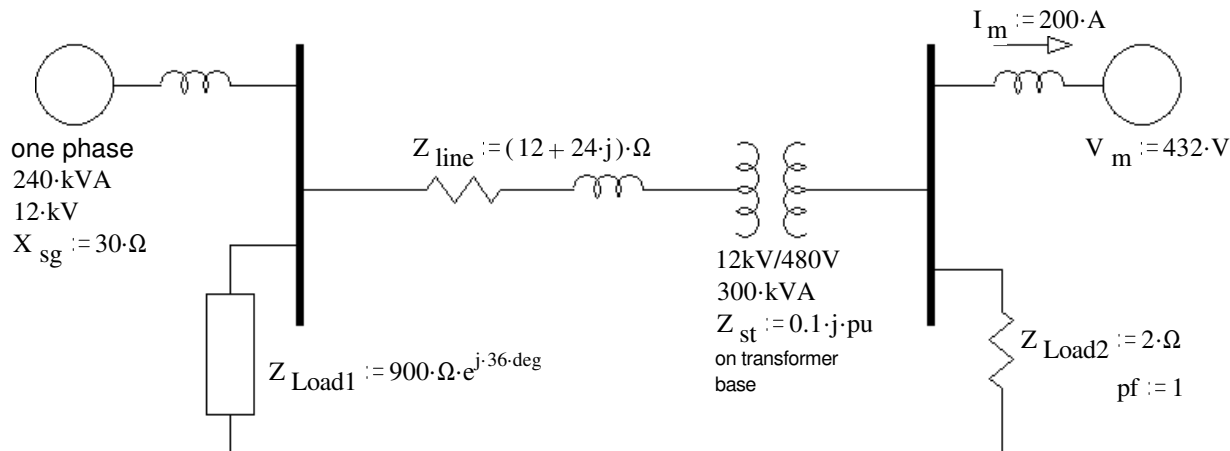 I m := 200·A
one phase
240·kVA
12·kV
X sg := 30·Ω
Z line := (12 + 24·j)·Ω
V m := 432·V
12kV/480V
300·kVA
Z st := 0.1·j·pu
on transformer
base
Z Load1 := 900·Ω·e^j·36·deg
Z Load2 := 2·Ω
pf := 1